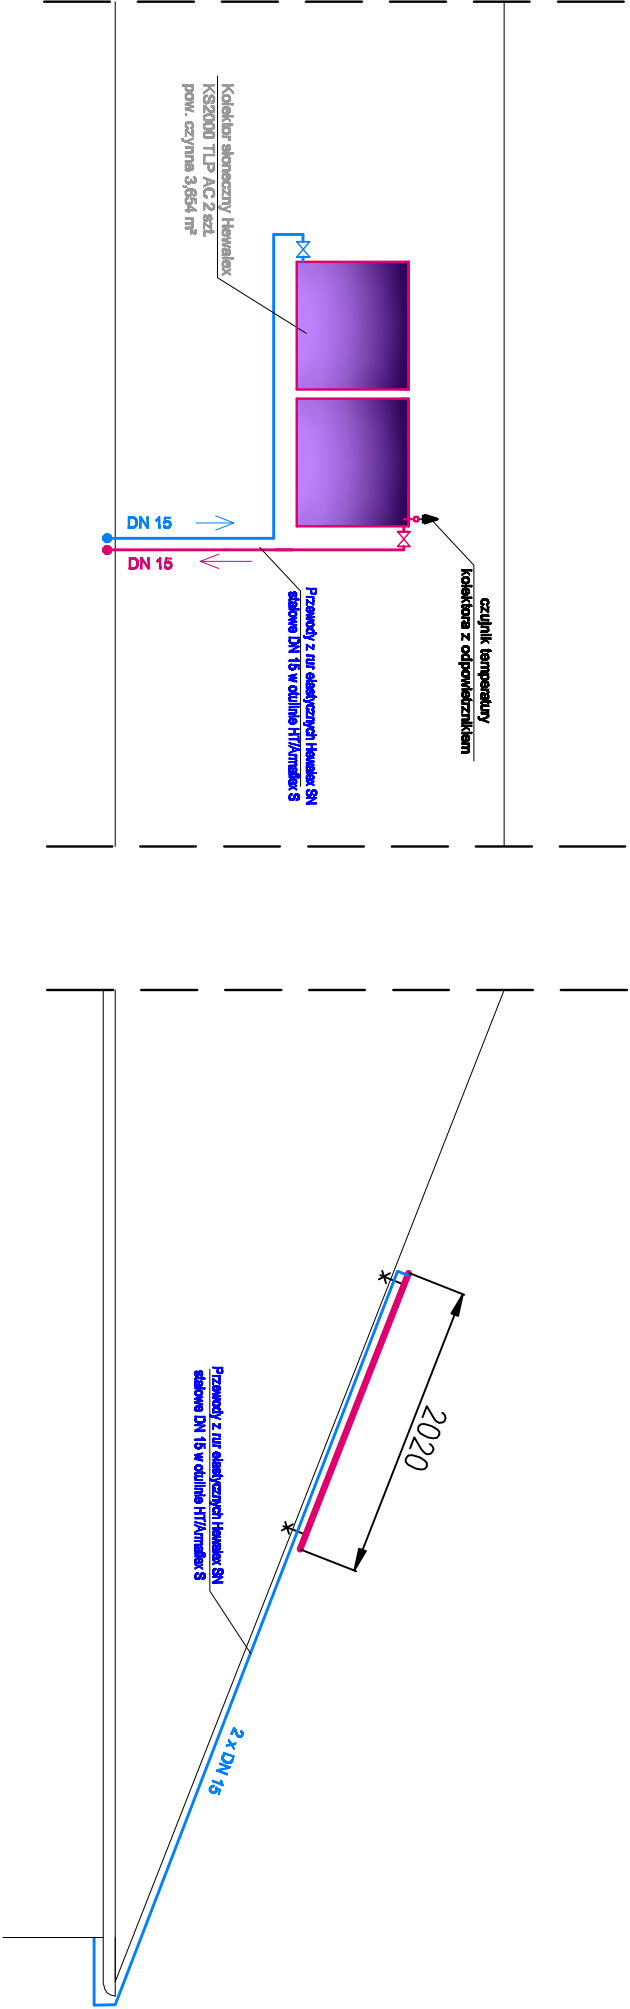 Kolektor słoneczny Hewalex
KS2000 TLP AC 2 szt.
pow. czynna 3,654 m²
DN 15
DN 15
czujnik temperatury
kolektora z odpowietrznikiem
Przewody z rur elastycznych Hewalex SN
stalowe DN 15 w otulinie HT/Armaflex S
2020
Przewody z rur elastycznych Hewalex SN
stalowe DN 15 w otulinie HT/Armaflex S
2 x DN 15